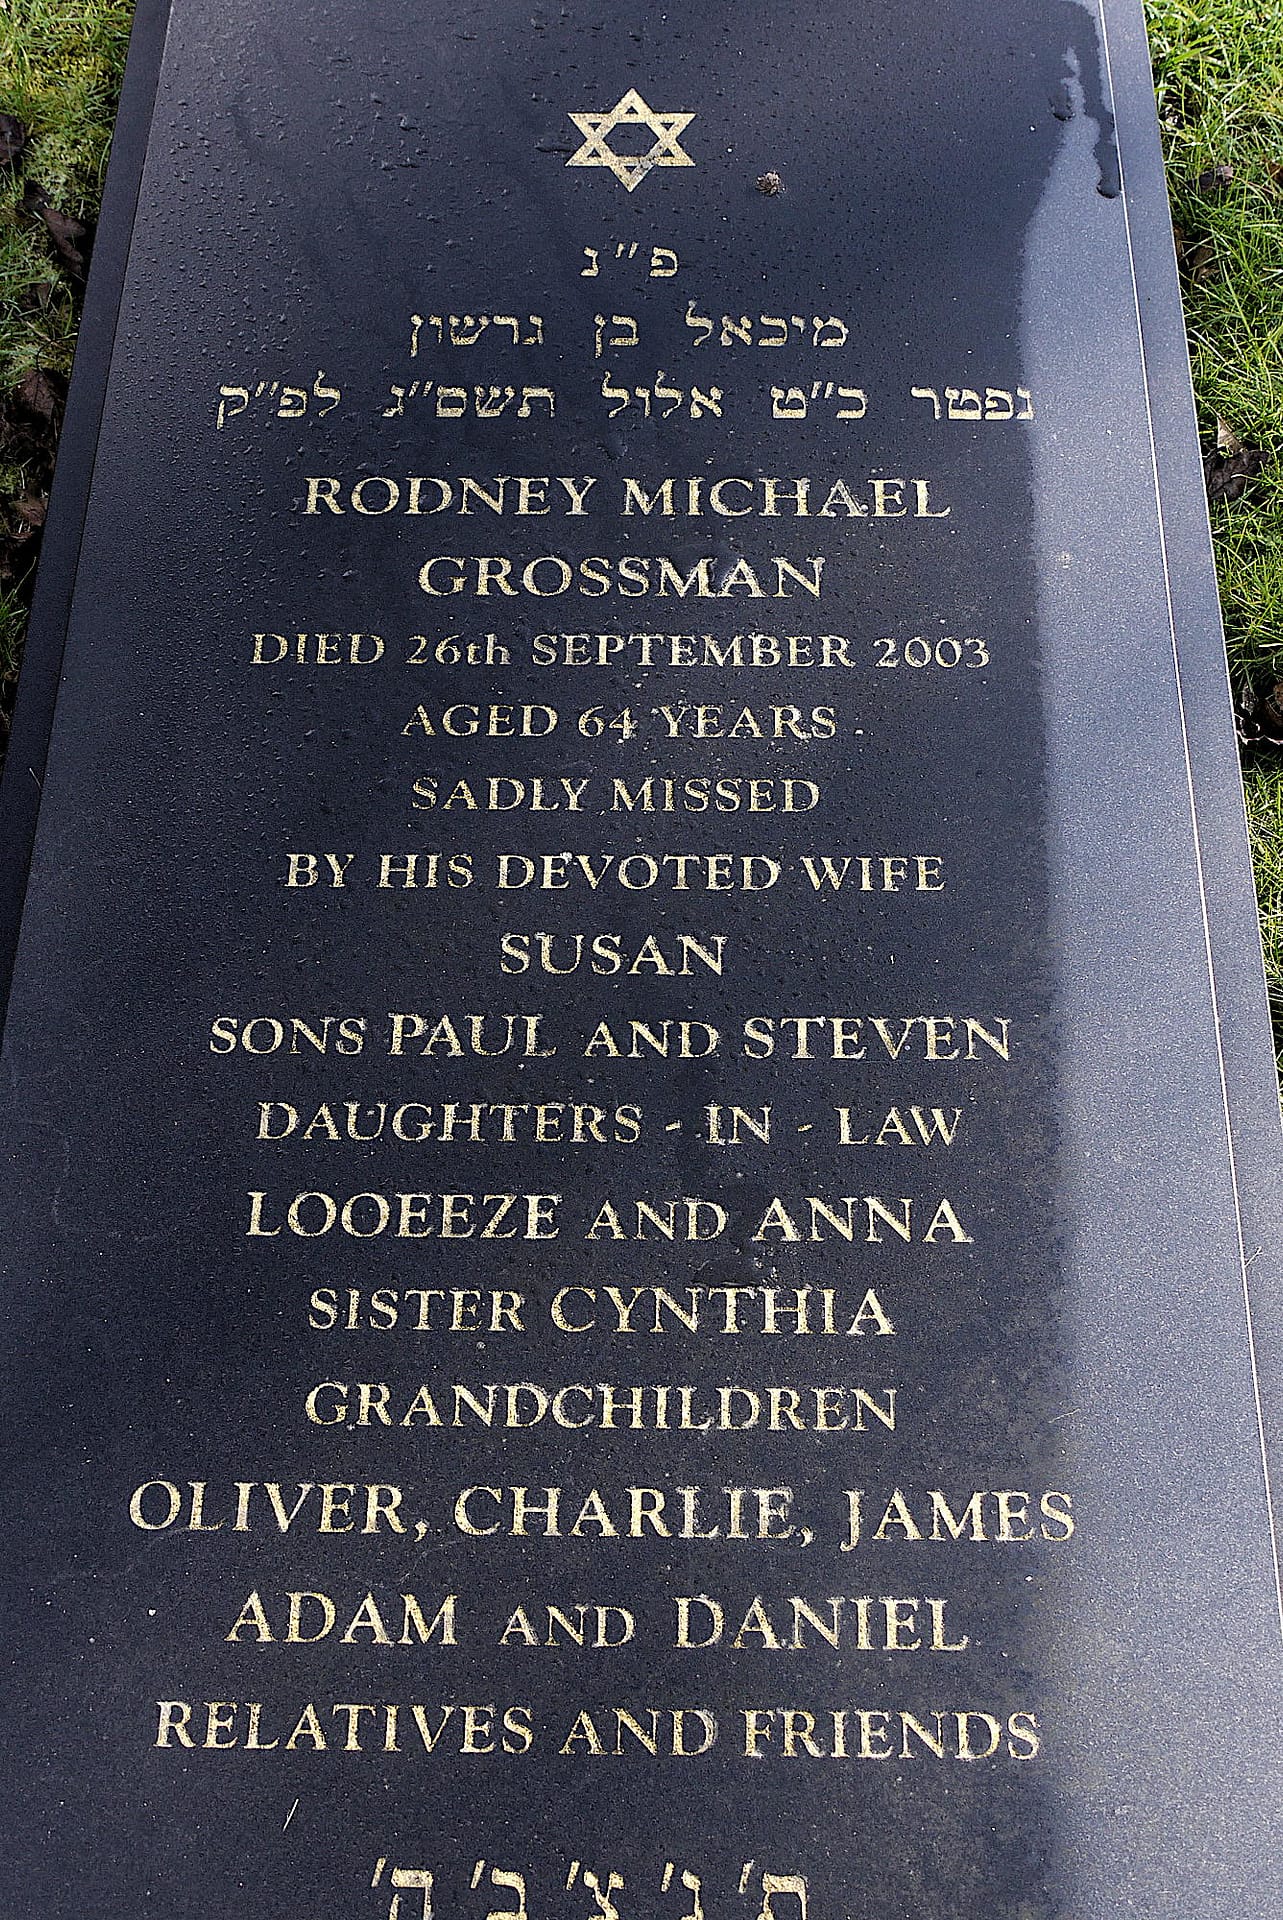 פ״נ
מיכאל בן גרשון
נפטר כ״ט אלול תשס״ג לפ״ק
RODNEY MICHAEL
GROSSMAN
DIED 26th SEPTEMBER 2003
AGED 64 YEARS
SADLY MISSED
BY HIS DEVOTED WIFE
SUSAN
SONS PAUL AND STEVEN
DAUGHTERS - IN - LAW
LOOEEZE AND ANNA
SISTER CYNTHIA
GRANDCHILDREN
OLIVER, CHARLIE, JAMES
ADAM AND DANIEL
RELATIVES AND FRIENDS
ת׳ נ׳ צ׳ ב׳ ה׳